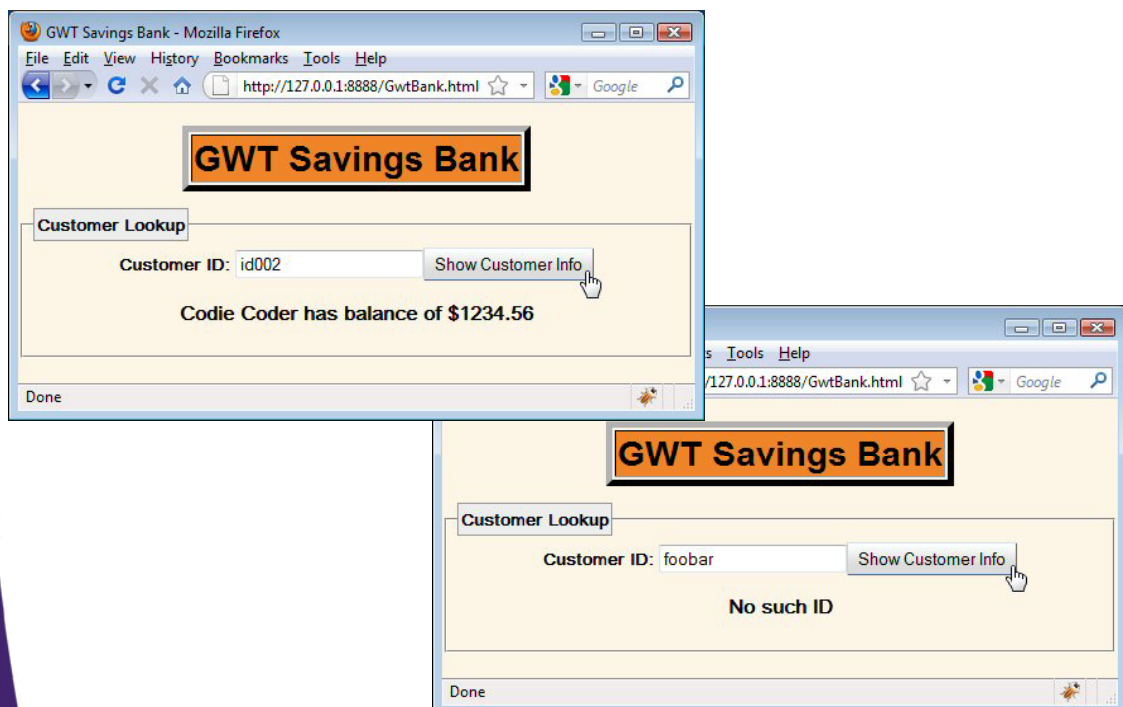 GWT Savings Bank - Mozilla Firefox
File Edit View History Bookmarks Tools Help
http://127.0.0.1:8888/GwtBank.html Google
GWT Savings Bank
Customer Lookup
Customer ID: id002 Show Customer Info
Codie Coder has balance of $1234.56
Done
s Tools Help
/127.0.0.1:8888/GwtBank.html Google
GWT Savings Bank
Customer Lookup
Customer ID: foobar Show Customer Info
No such ID
Done